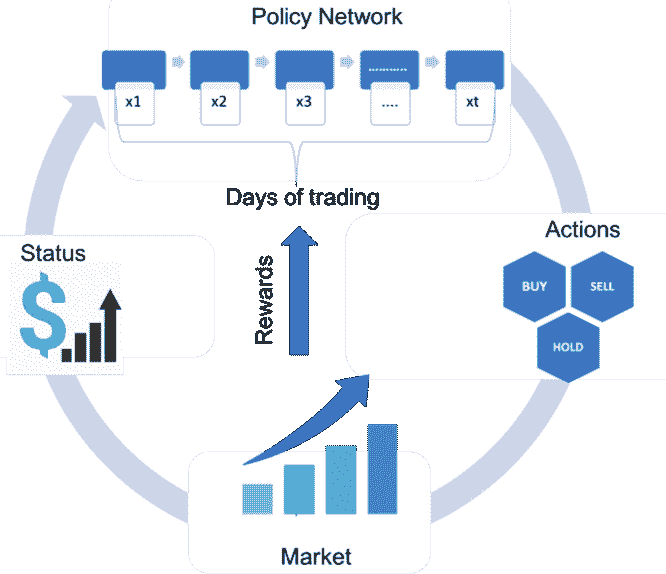 Policy Network
............
x1 x2 x3 .... xt
Days of trading
Status
$
Rewards
Actions
BUY
SELL
HOLD
Market